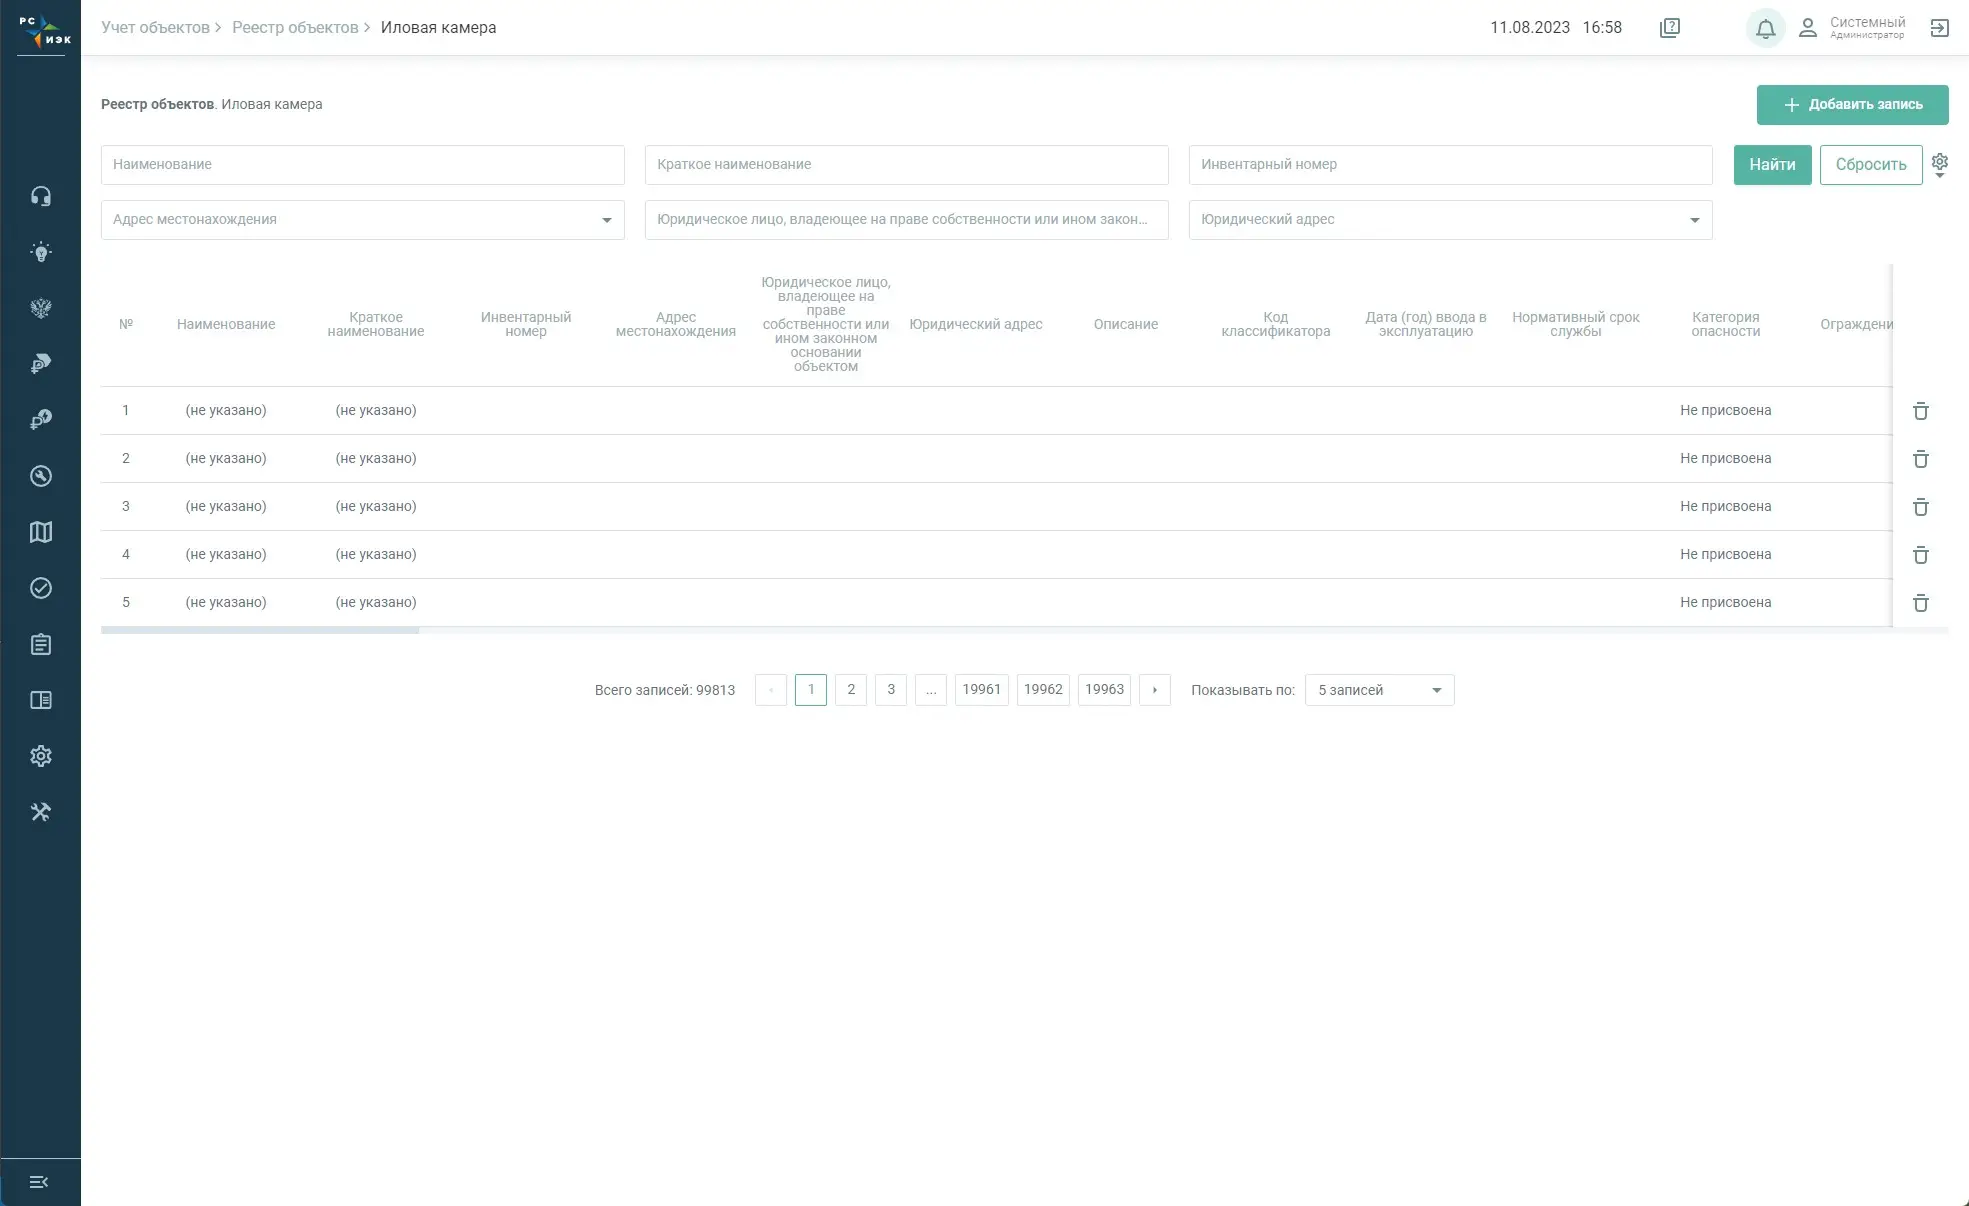 РС
ИЭК
Учет объектов > Реестр объектов > Иловая камера
11.08.2023 16:58
Системный
Администратор
Реестр объектов. Иловая камера
+ Добавить запись
Наименование
Краткое наименование
Инвентарный номер
Найти
Сбросить
Адрес местонахождения
Юридическое лицо, владеющее на праве собственности или ином закон...
Юридический адрес
№
Наименование
Краткое
наименование
Инвентарный
номер
Адрес
местонахождения
Юридическое лицо,
владеющее на
праве
собственности или
ином законном
основании
объектом
Юридический адрес
Описание
Код
классификатора
Дата (год) ввода в
эксплуатацию
Нормативный срок
службы
Категория
опасности
Ограждени
1 (не указано) (не указано) Не присвоена
2 (не указано) (не указано) Не присвоена
3 (не указано) (не указано) Не присвоена
4 (не указано) (не указано) Не присвоена
5 (не указано) (не указано) Не присвоена
Всего записей: 99813 1 2 3 ... 19961 19962 19963 Показывать по: 5 записей